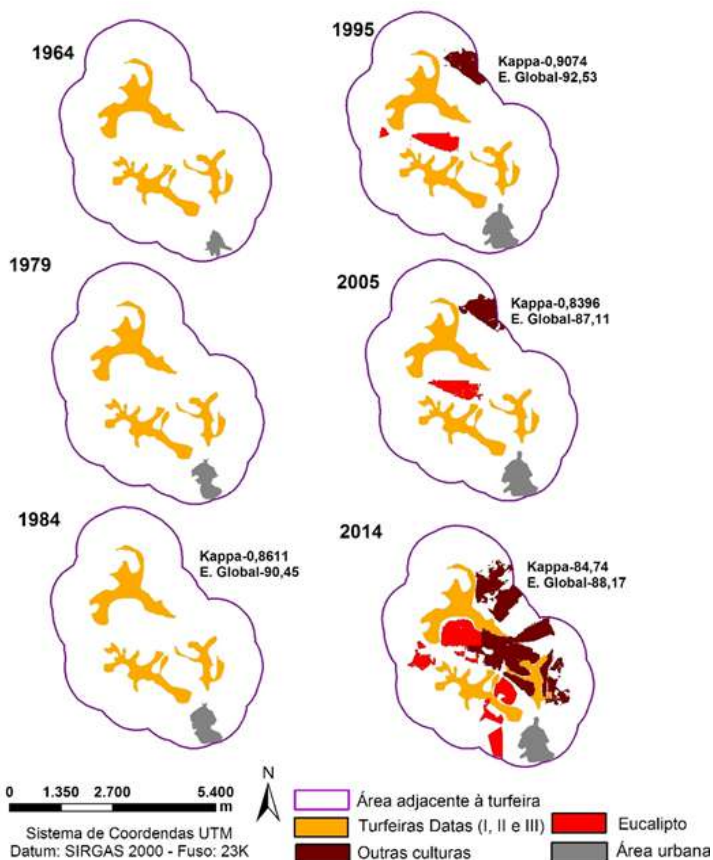 1964
1995
Kappa-0,9074
E. Global-92,53
1979
2005
Kappa-0,8396
E. Global-87,11
1984
Kappa-0,8611
E. Global-90,45
2014
Kappa-84,74
E. Global-88,17
0 1.350 2.700 5.400
m
N
Sistema de Coordendas UTM
Datum: SIRGAS 2000 - Fuso: 23K
Área adjacente à turfeira
Turfeiras Datas (I, II e III)
Eucalipto
Outras culturas
Área urbana